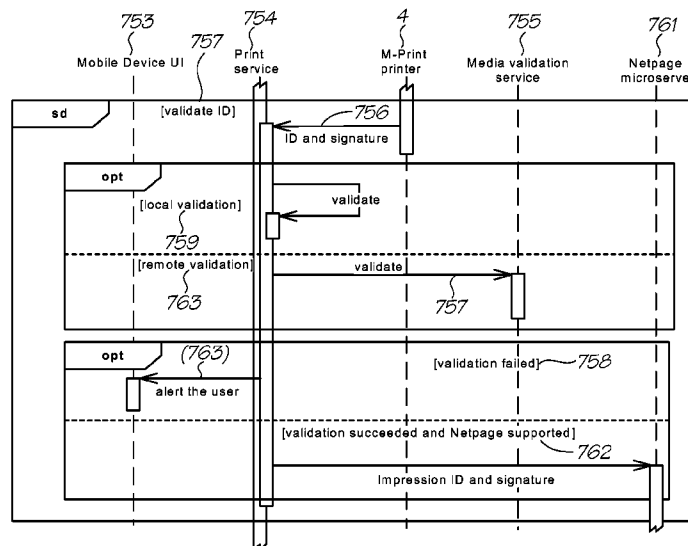 753
757
754
4
755
761
Mobile Device UI
Print
service
M-Print
printer
Media validation
service
Netpage
microserve
sd
[validate ID]
756
ID and signature
opt
validate
[local validation]
759
[remote validation]
validate
763
757
opt
(763)
[validation failed]
758
alert the user
[validation succeeded and Netpage supported]
762
Impression ID and signature